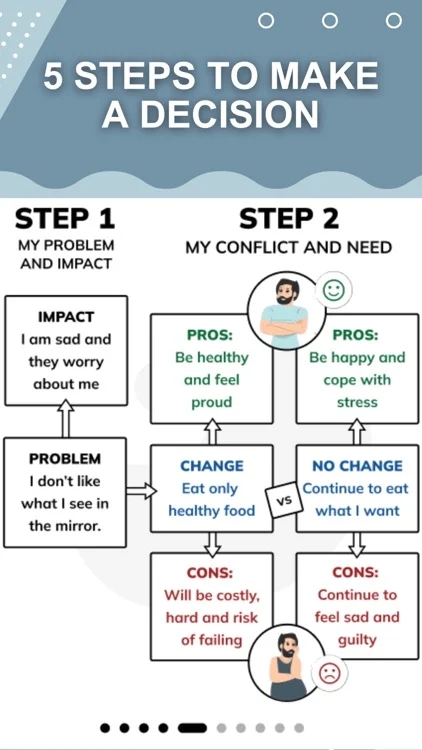 5 STEPS TO MAKE
A DECISION
STEP 1
MY PROBLEM
AND IMPACT
STEP 2
MY CONFLICT AND NEED
IMPACT
I am sad and
they worry
about me
PROBLEM
I don't like
what I see in
the mirror.
PROS:
Be healthy
and feel
proud
PROS:
Be happy and
cope with
stress
CHANGE
Eat only
healthy food
VS
NO CHANGE
Continue to eat
what I want
CONS:
Will be costly,
hard and risk
of failing
CONS:
Continue to
feel sad and
guilty